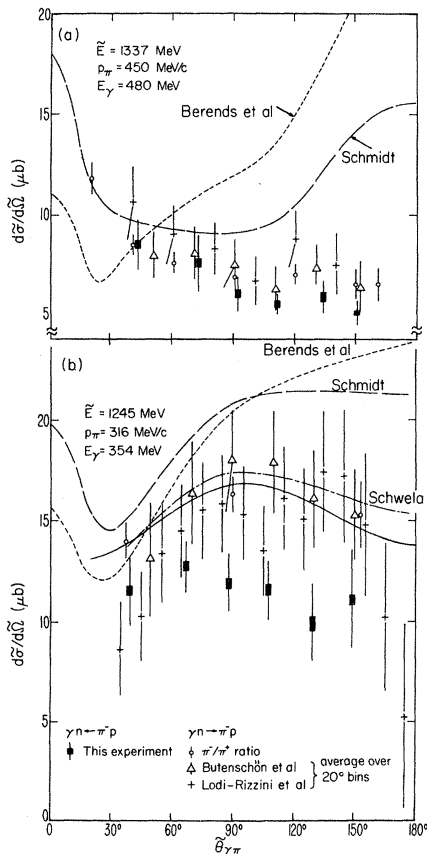 (a)
Ẽ = 1337 MeV
pπ = 450 MeV/c
Eγ = 480 MeV
Berends et al
Schmidt
dσ̃/dΩ̃ (μb)
20
15
10
5
(b)
Berends et al
Schmidt
Ẽ = 1245 MeV
pπ = 316 MeV/c
Eγ = 354 MeV
Schwela
dσ̃/dΩ̃ (μb)
20
15
10
5
0
γn←π⁻p
This experiment
γn→π⁻p
π⁻/π⁺ ratio
Butenschön et al
Lodi-Rizzini et al
average over
20° bins
0 30° 60° 90° 120° 150° 180°
θ̃γπ